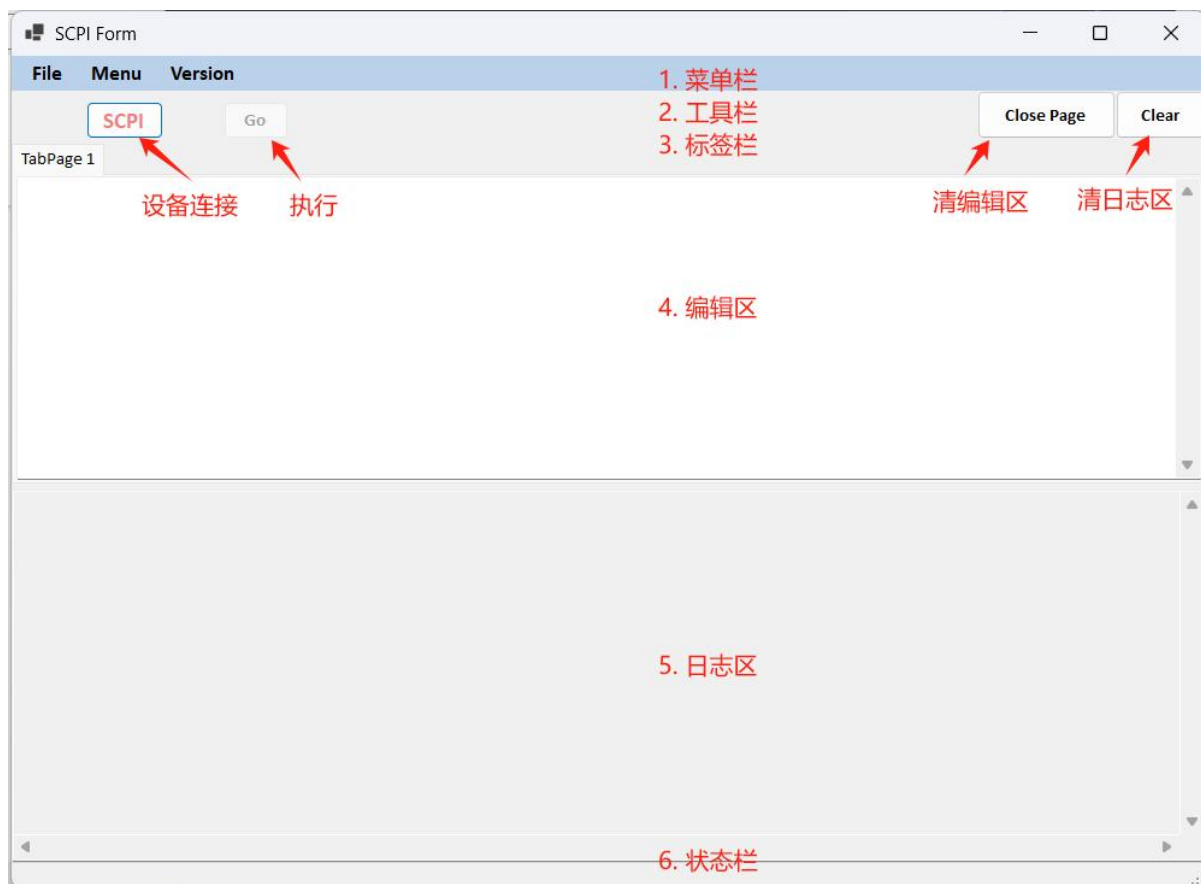 SCPI Form
File Menu Version
1. 菜单栏
SCPI Go
2. 工具栏
Close Page Clear
3. 标签栏
TabPage 1
设备连接 执行
清编辑区 清日志区
4. 编辑区
5. 日志区
6. 状态栏